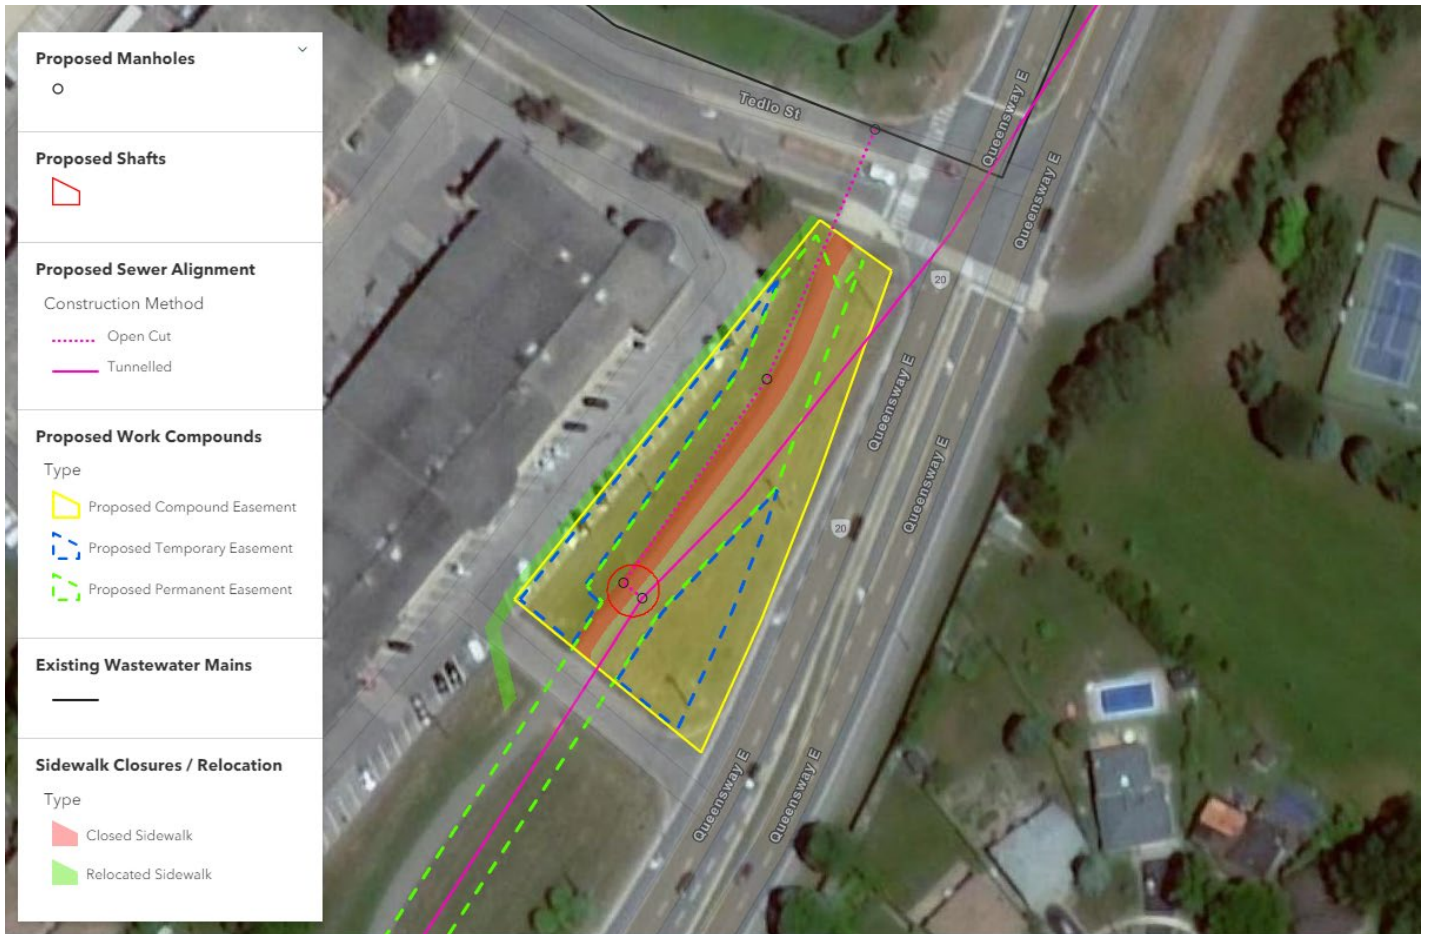 Proposed Manholes
Proposed Shafts
Proposed Sewer Alignment
Construction Method
Open Cut
Tunnelled
Proposed Work Compounds
Type
Proposed Compound Easement
Proposed Temporary Easement
Proposed Permanent Easement
Existing Wastewater Mains
Sidewalk Closures / Relocation
Type
Closed Sidewalk
Relocated Sidewalk
Tedlo St
Queensway E
Queensway E
20
Queensway E
Queensway E
20
Queensway E
Queensway E